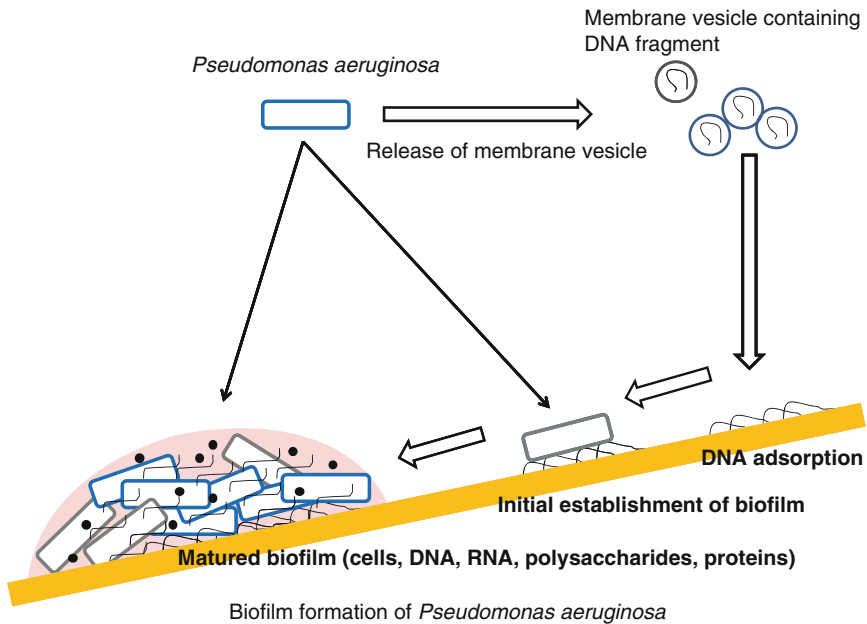 Membrane vesicle containing
DNA fragment
Pseudomonas aeruginosa
Release of membrane vesicle
DNA adsorption
Initial establishment of biofilm
Matured biofilm (cells, DNA, RNA, polysaccharides, proteins)
Biofilm formation of Pseudomonas aeruginosa